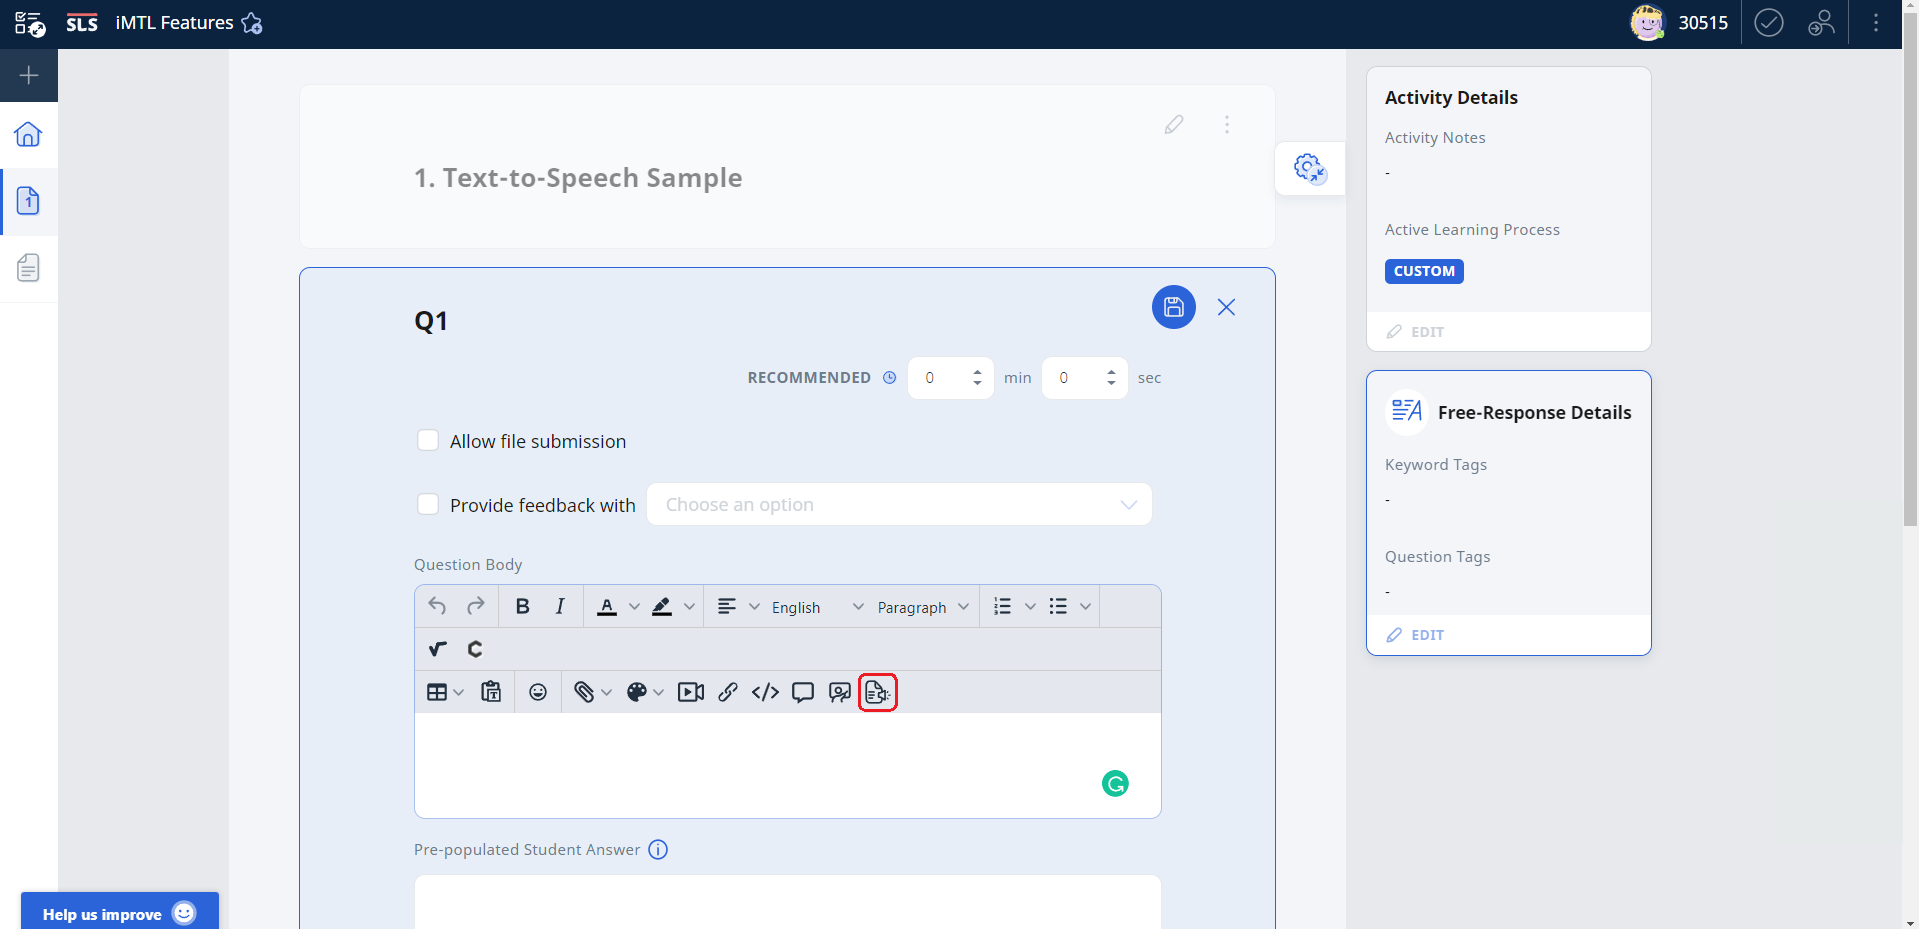 SLS iMTL Features 30515
1. Text-to-Speech Sample
Q1
RECOMMENDED 0 min 0 sec
Allow file submission
Provide feedback with Choose an option
Question Body
B I A English Paragraph
Pre-populated Student Answer
Help us improve
Activity Details
Activity Notes
-
Active Learning Process
CUSTOM
EDIT
Free-Response Details
Keyword Tags
-
Question Tags
-
EDIT